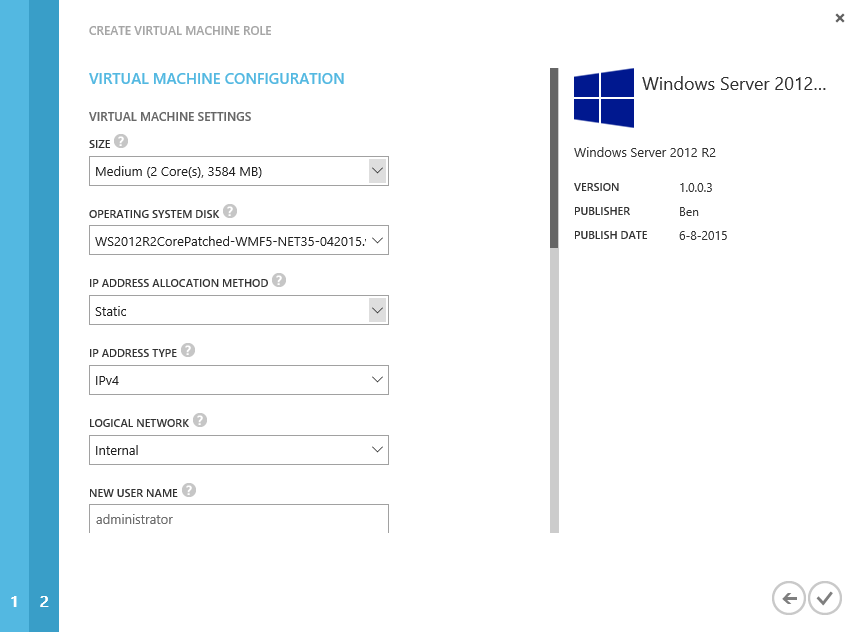 CREATE VIRTUAL MACHINE ROLE
VIRTUAL MACHINE CONFIGURATION
VIRTUAL MACHINE SETTINGS
SIZE ?
Medium (2 Core(s), 3584 MB)
OPERATING SYSTEM DISK ?
WS2012R2CorePatched-WMF5-NET35-042015.
IP ADDRESS ALLOCATION METHOD ?
Static
IP ADDRESS TYPE ?
IPv4
LOGICAL NETWORK ?
Internal
NEW USER NAME ?
administrator
Windows Server 2012...
Windows Server 2012 R2
VERSION 1.0.0.3
PUBLISHER Ben
PUBLISH DATE 6-8-2015
1 2